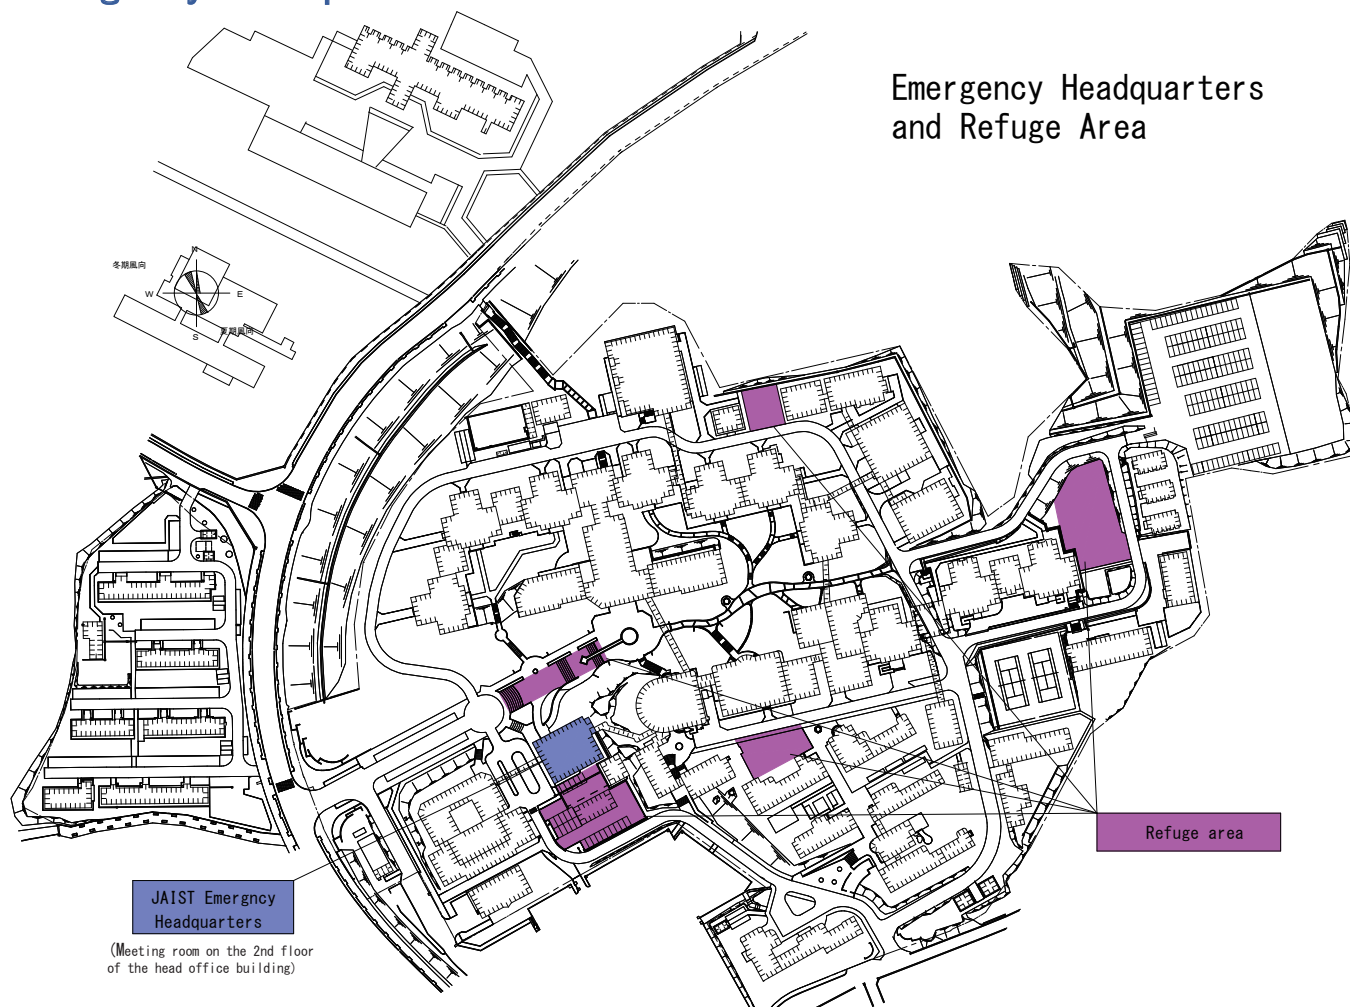 Emergency Headquarters
and Refuge Area
N
冬期風向
W
E
夏期風向
S
Refuge area
JAIST Emergncy
Headquarters
(Meeting room on the 2nd floor
of the head office building)